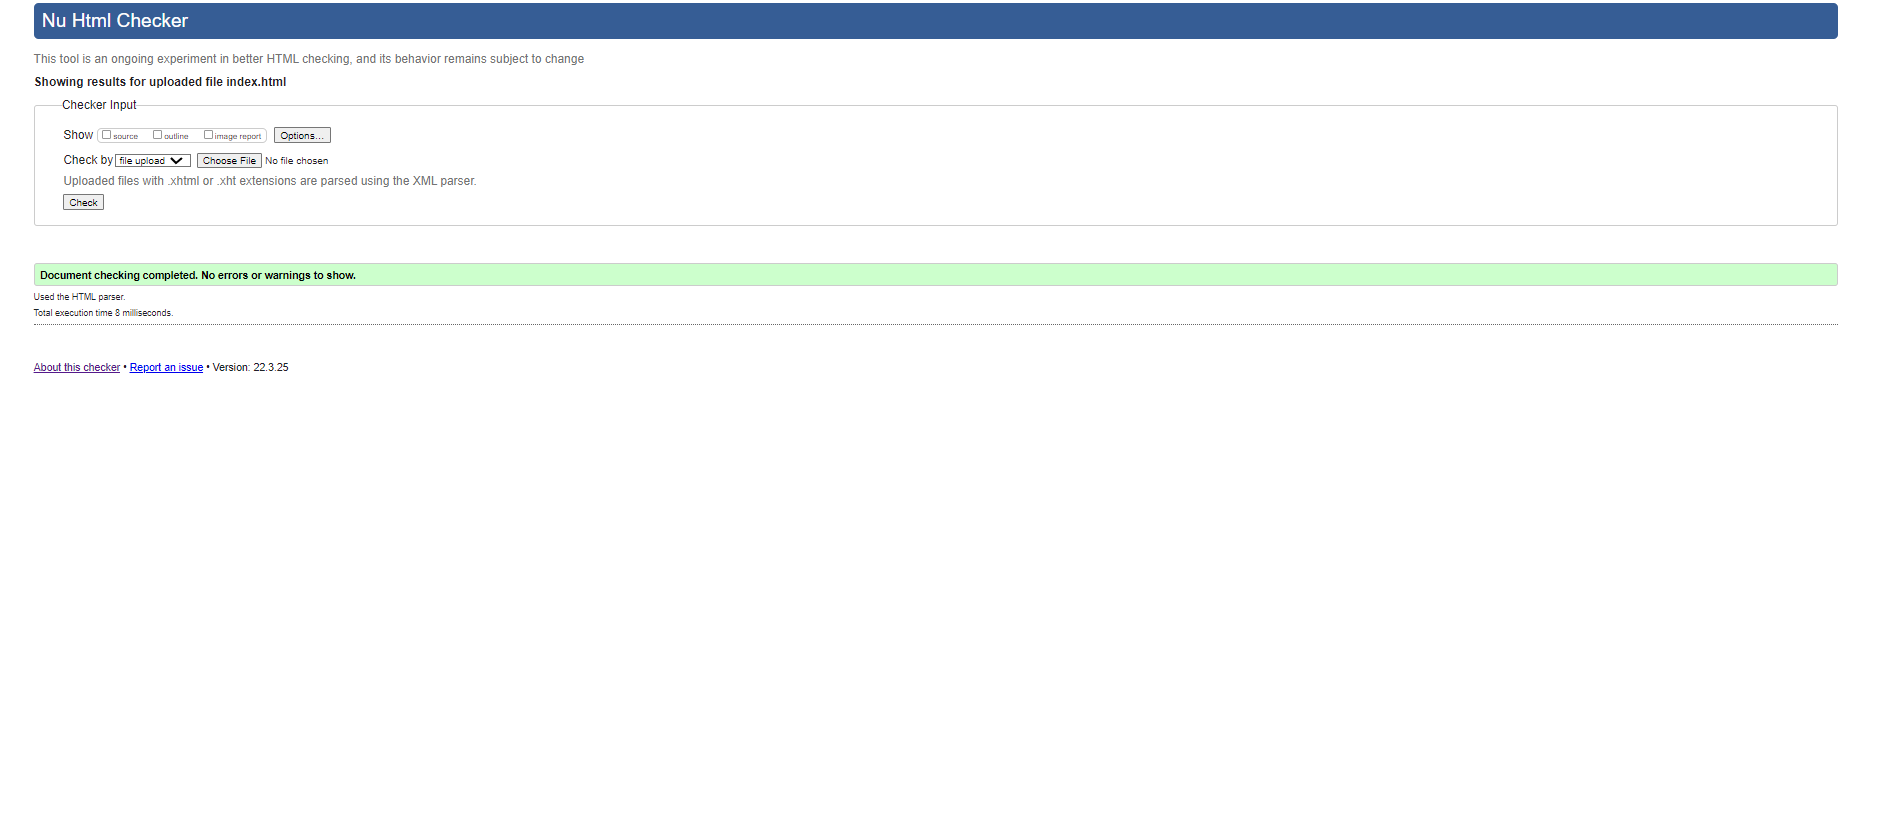 Nu Html Checker
This tool is an ongoing experiment in better HTML checking, and its behavior remains subject to change
Showing results for uploaded file index.html
Checker Input
Show source outline image report Options...
Check by file upload Choose File No file chosen
Uploaded files with .xhtml or .xht extensions are parsed using the XML parser.
Check
Document checking completed. No errors or warnings to show.
Used the HTML parser.
Total execution time 8 milliseconds.
About this checker • Report an issue • Version: 22.3.25